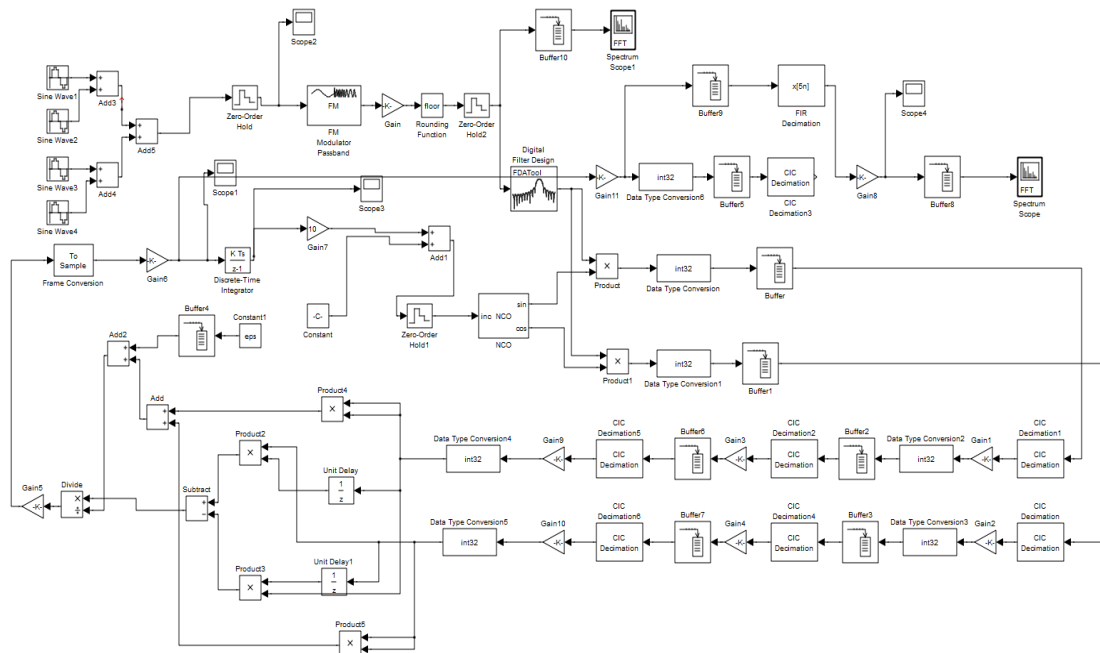 Sine Wave1
Sine Wave2
Sine Wave3
Sine Wave4
+
+
Add3
+
+
Add4
+
+
Add5
Zero-Order
Hold
Scope2
FM
FM
Modulator
Passband
-K-
Gain
floor
Rounding
Function
Zero-Order
Hold2
Buffer10
FFT
Spectrum
Scope1
Digital
Filter Design
FDATool
Buffer9
x[5n]
FIR
Decimation
Scope4
-K-
Gain11
int32
Data Type Conversion6
Buffer5
CIC
Decimation
CIC
Decimation3
-K-
Gain8
Buffer8
FFT
Spectrum
Scope
Scope1
Scope3
To
Sample
Frame Conversion
-K-
Gain6
K Ts
z-1
Discrete-Time
Integrator
10
Gain7
+
+
Add1
-C-
Constant
Zero-Order
Hold1
inc NCO
sin
cos
NCO
×
Product
int32
Data Type Conversion
Buffer
×
Product1
int32
Data Type Conversion1
Buffer1
Buffer4
Constant1
eps
Add2
+
+
Add
+
+
Product4
×
Product2
×
Unit Delay
1
z
Subtract
+
−
Divide
×
÷
Gain5
-K-
Product3
×
Unit Delay1
1
z
Product5
×
Data Type Conversion4
int32
Gain9
-K-
CIC
Decimation5
CIC
Decimation
Buffer6
Gain3
-K-
CIC
Decimation2
CIC
Decimation
Buffer2
Data Type Conversion2
int32
Gain1
-K-
CIC
Decimation1
CIC
Decimation
Data Type Conversion5
int32
Gain10
-K-
CIC
Decimation6
CIC
Decimation
Buffer7
Gain4
-K-
CIC
Decimation4
CIC
Decimation
Buffer3
Data Type Conversion3
int32
Gain2
-K-
CIC
Decimation
CIC
Decimation